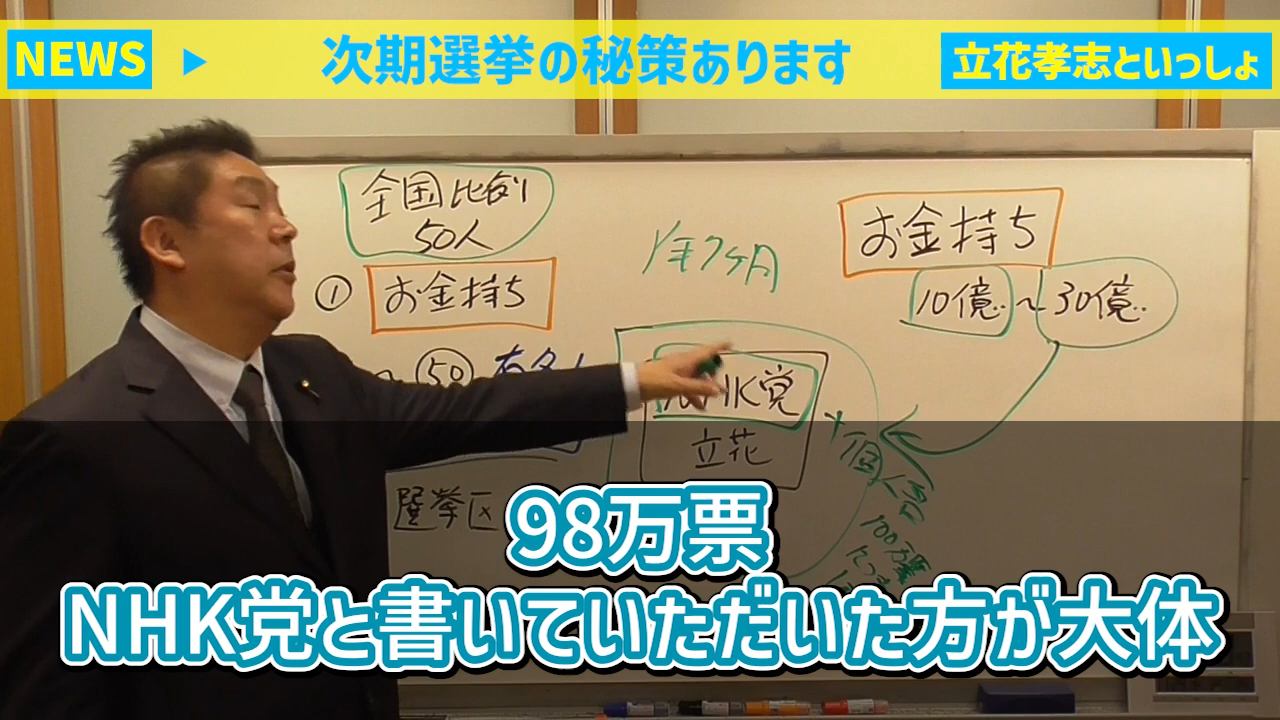 NEWS
次期選挙の秘策あります
立花孝志といっしょ
全国比例
50人
① お金持ち
1年7ヶ月
お金持ち
10億〜30億
50
NHK党
立花
選挙区
98万票
NHK党と書いていただいた方が大体